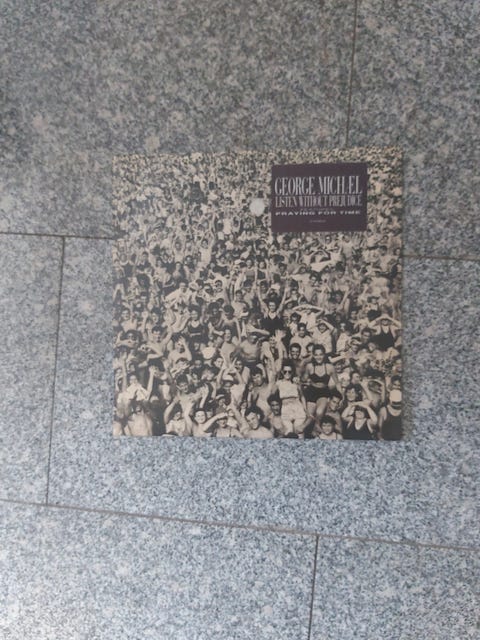 GEORGE MICHAEL
LISTEN WITHOUT PREJUDICE
PRAYING FOR TIME